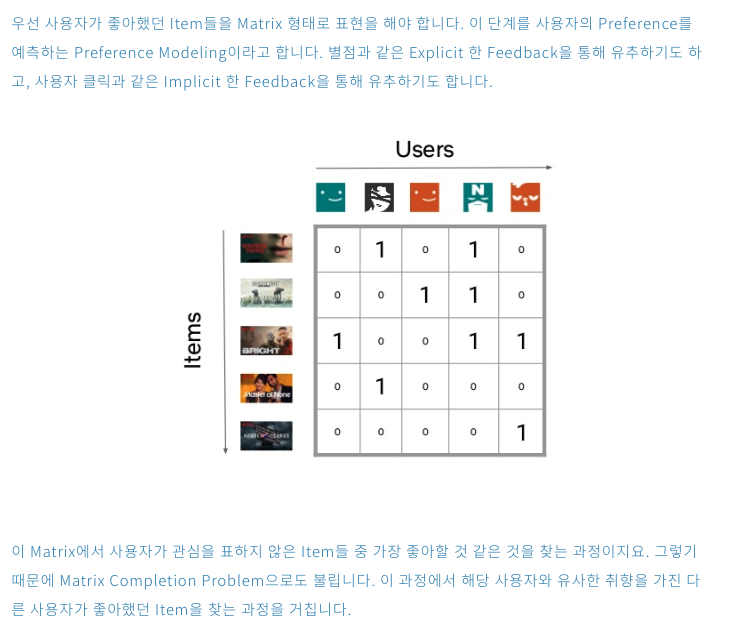 우선 사용자가 좋아했던 Item들을 Matrix 형태로 표현을 해야 합니다. 이 단계를 사용자의 Preference를
예측하는 Preference Modeling이라고 합니다. 별점과 같은 Explicit 한 Feedback을 통해 유추하기도 하
고, 사용자 클릭과 같은 Implicit 한 Feedback을 통해 유추하기도 합니다.
Users
N
Items
0 1 0 1 0
0 0 1 1 0
BRIGHT
1 0 0 1 1
Master of None
0 1 0 0 0
0 0 0 0 1
이 Matrix에서 사용자가 관심을 표하지 않은 Item들 중 가장 좋아할 것 같은 것을 찾는 과정이지요. 그렇기
때문에 Matrix Completion Problem으로도 불립니다. 이 과정에서 해당 사용자와 유사한 취향을 가진 다
른 사용자가 좋아했던 Item을 찾는 과정을 거칩니다.